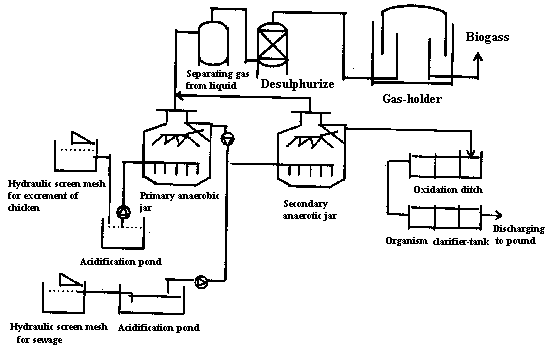 Biogass
Separating gas
from liquid
Desulphurize
Gas-holder
Hydraulic screen mesh
for excrement of
chicken
Primary anaerobic
jar
Secondary
anaerotic jar
Oxidation ditch
Acidification pond
Organism clarifier-tank
Discharging
to pound
Hydraulic screen mesh
for sewage
Acidification pond